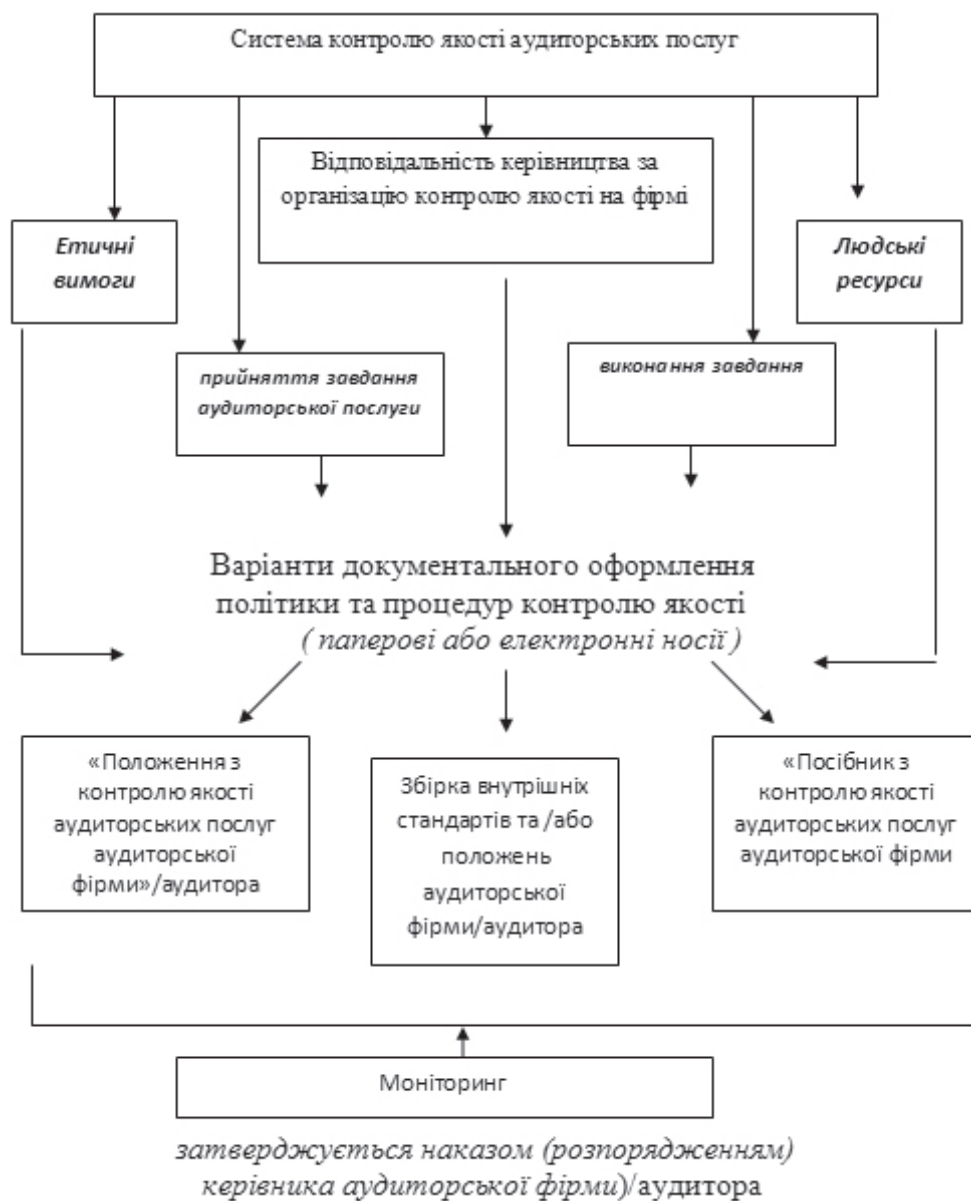 Система контролю якості аудиторських послуг
Відповідальність керівництва за
організацію контролю якості на фірмі
Етичні
вимоги
Людські
ресурси
прийняття завдання
аудиторської послуги
виконання завдання
Варіанти документального оформлення
політики та процедур контролю якості
( паперові або електронні носії )
«Положення з
контролю якості
аудиторських послуг
аудиторської
фірми»/аудитора
Збірка внутрішніх
стандартів та /або
положень
аудиторської
фірми/аудитора
«Посібник з
контролю якості
аудиторських послуг
аудиторської фірми
Моніторинг
затверджується наказом (розпорядженням)
керівника аудиторської фірми)/аудитора